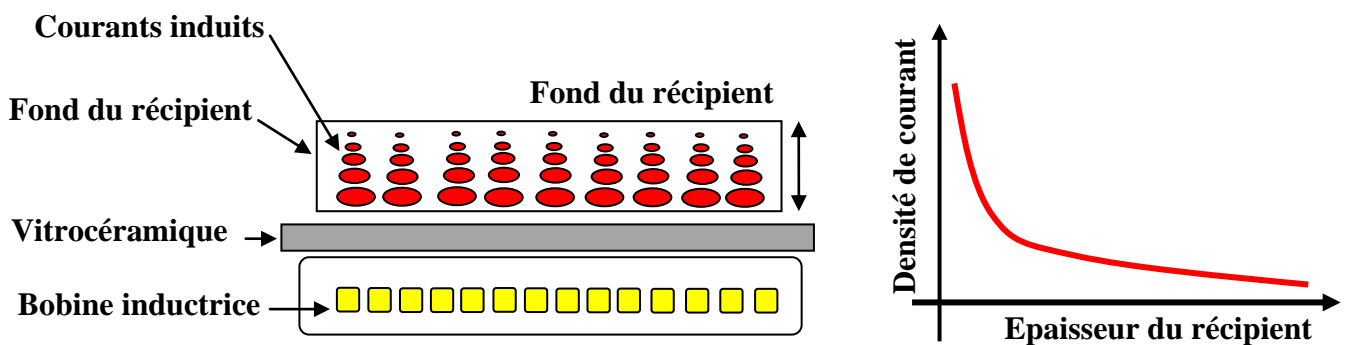 Courants induits
Fond du récipient
Fond du récipient
Vitrocéramique
Bobine inductrice
Densité de courant
Epaisseur du récipient